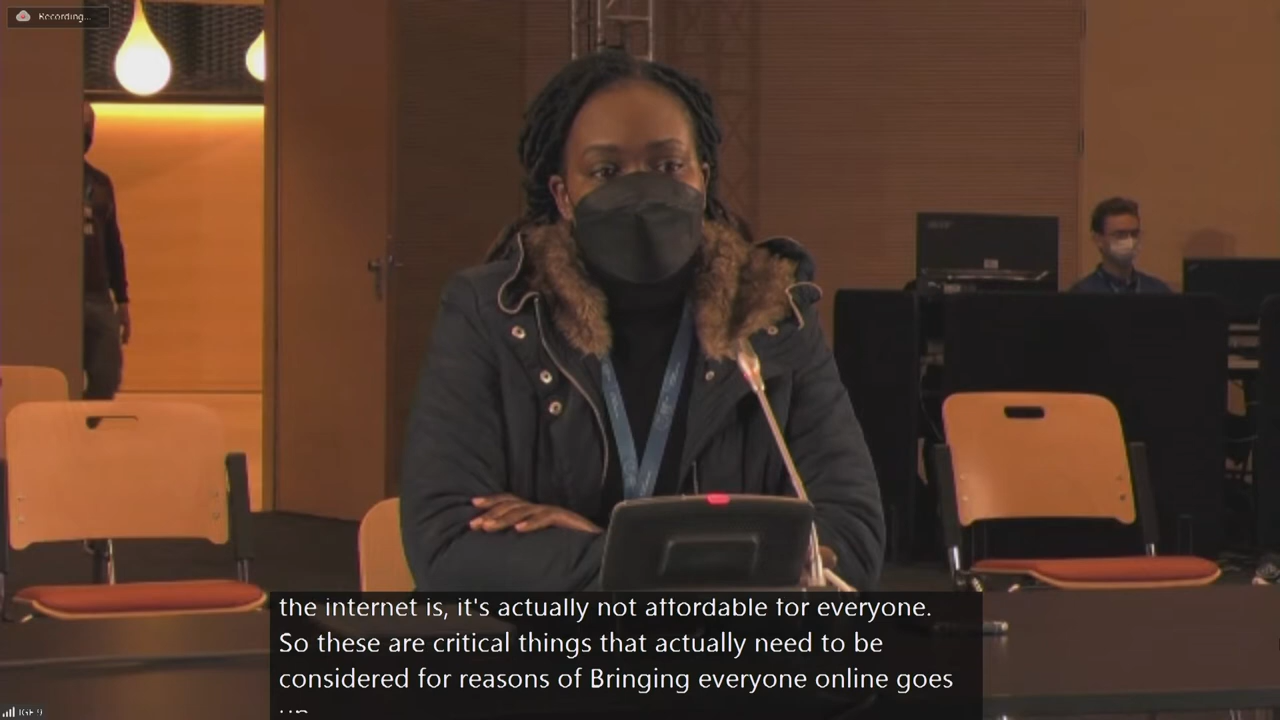 Recording...
the internet is, it's actually not affordable for everyone.
So these are critical things that actually need to be
considered for reasons of Bringing everyone online goes
IGF 9